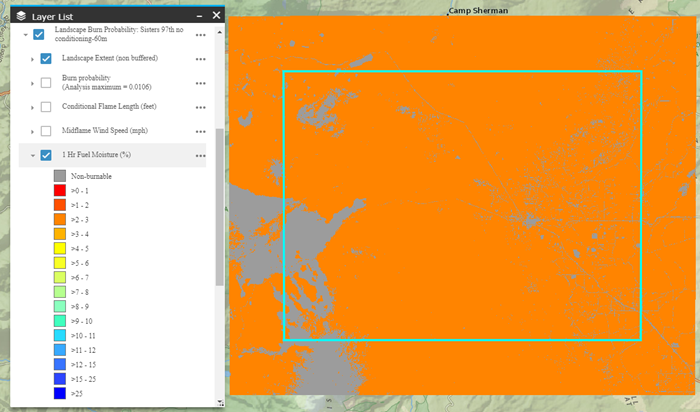 Layer List
Landscape Burn Probability: Sisters 97th no
conditioning-60m
Landscape Extent (non buffered)
Burn probability
(Analysis maximum = 0.0106)
Conditional Flame Length (feet)
Midflame Wind Speed (mph)
1 Hr Fuel Moisture (%)
Non-burnable
>0 - 1
>1 - 2
>2 - 3
>3 - 4
>4 - 5
>5 - 6
>6 - 7
>7 - 8
>8 - 9
>9 - 10
>10 - 11
>11 - 12
>12 - 15
>15 - 25
>25
Camp Sherman